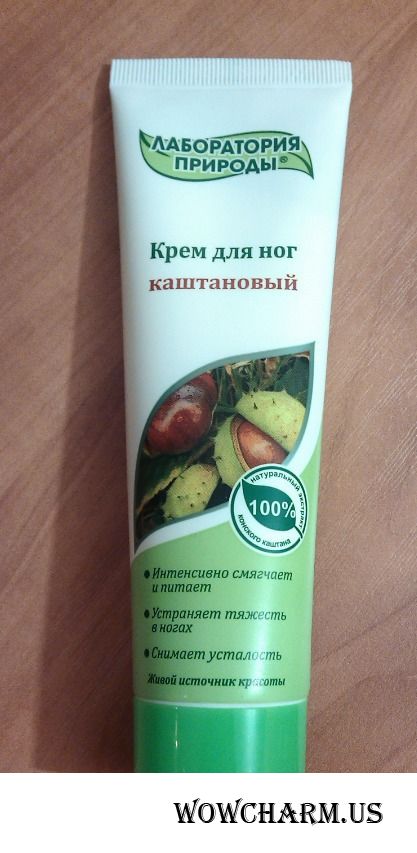 ЛАБОРАТОРИЯ
ПРИРОДЫ®
Крем для ног
каштановый
натуральный экстракт
100%
конского каштана
• Интенсивно смягчает
и питает
• Устраняет тяжесть
в ногах
• Снимает усталость
Живой источник красоты
WOWCHARM.US